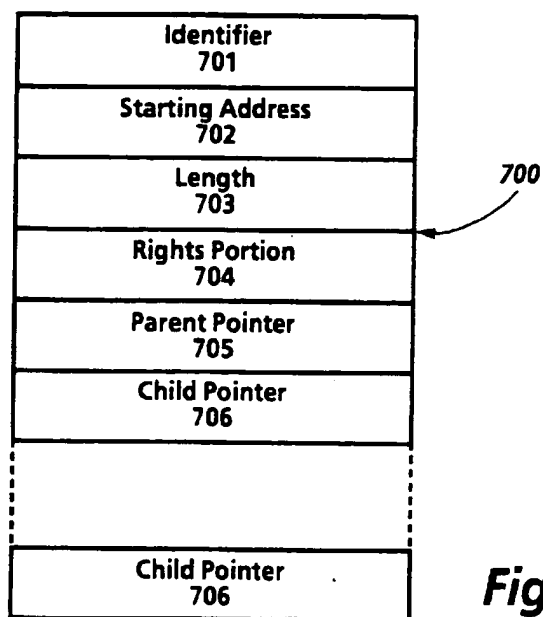 Identifier
701
Starting Address
702
Length
703
700
Rights Portion
704
Parent Pointer
705
Child Pointer
706
Child Pointer
706
Fig